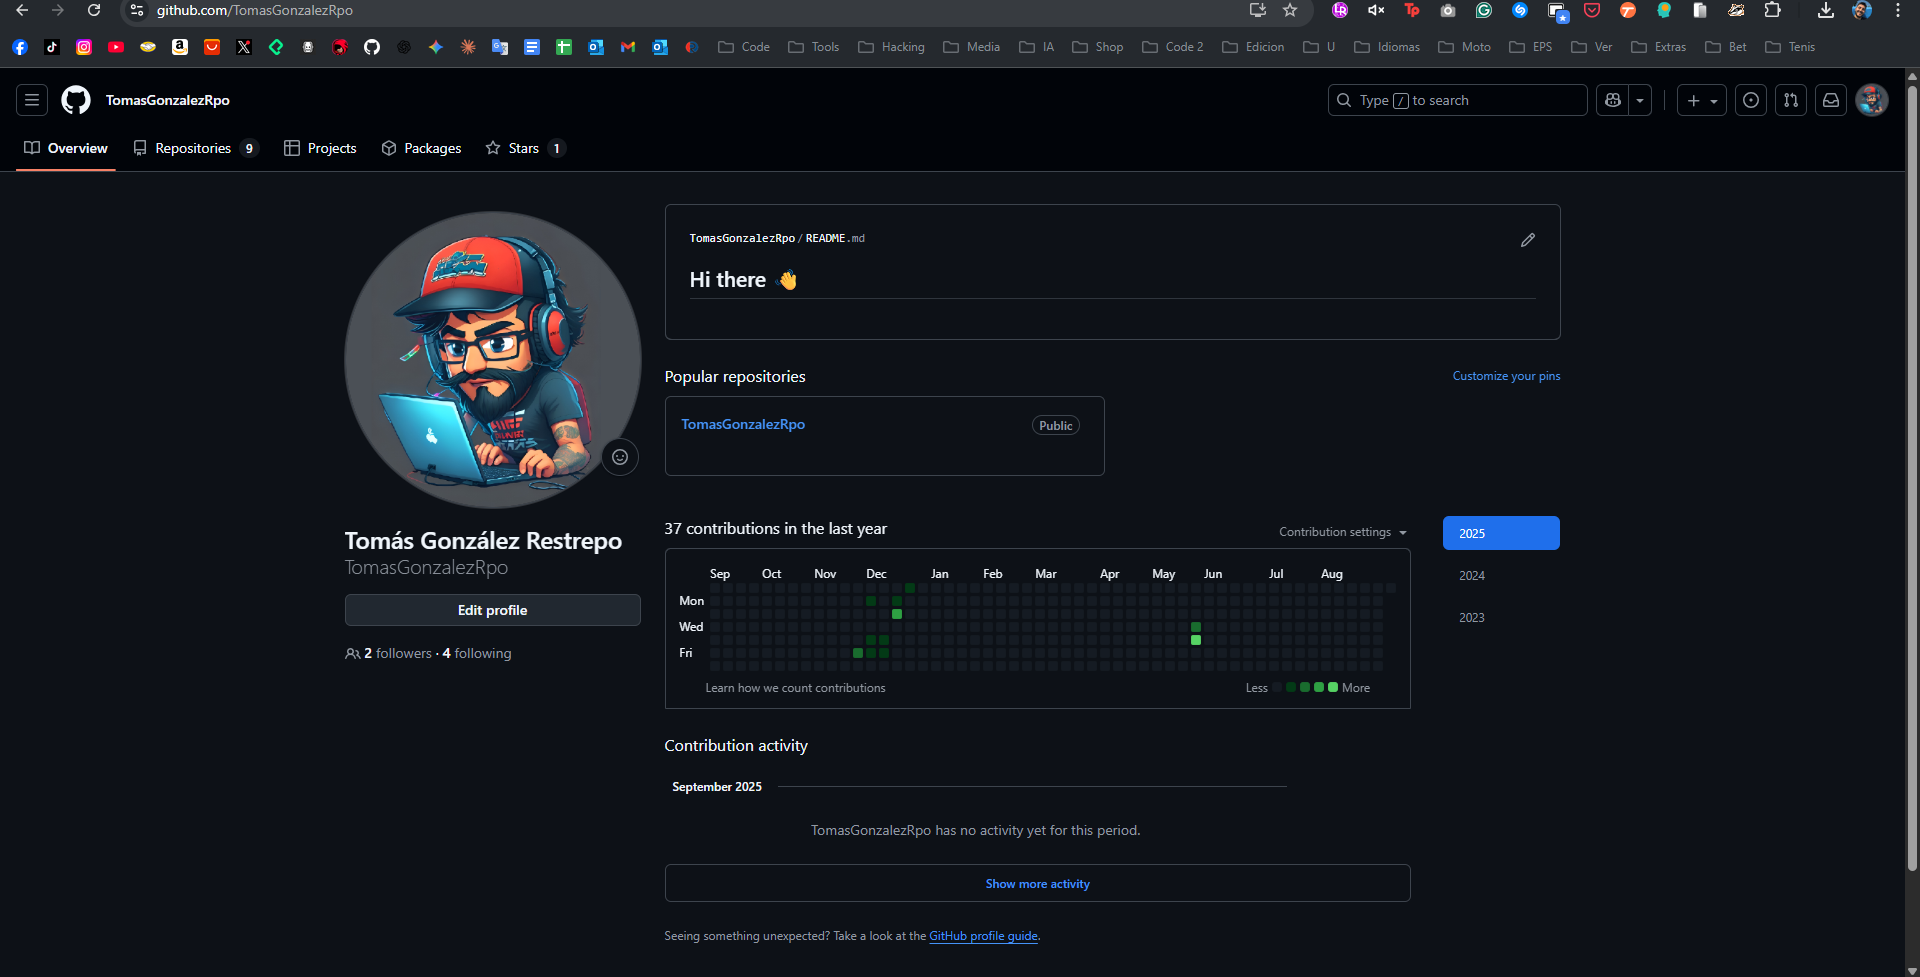 github.com/TomasGonzalezRpo
Code
Tools
Hacking
Media
IA
Shop
Code 2
Edicion
U
Idiomas
Moto
EPS
Ver
Extras
Bet
Tenis
TomasGonzalezRpo
Type / to search
Overview
Repositories 9
Projects
Packages
Stars 1
TomasGonzalezRpo/README.md
Hi there 👋
Popular repositories
Customize your pins
TomasGonzalezRpo
Public
Tomás González Restrepo
TomasGonzalezRpo
Edit profile
2 followers · 4 following
37 contributions in the last year
Contribution settings
2025
2024
2023
Sep Oct Nov Dec Jan Feb Mar Apr May Jun Jul Aug
Mon
Wed
Fri
Learn how we count contributions
Less More
Contribution activity
September 2025
TomasGonzalezRpo has no activity yet for this period.
Show more activity
Seeing something unexpected? Take a look at the GitHub profile guide.